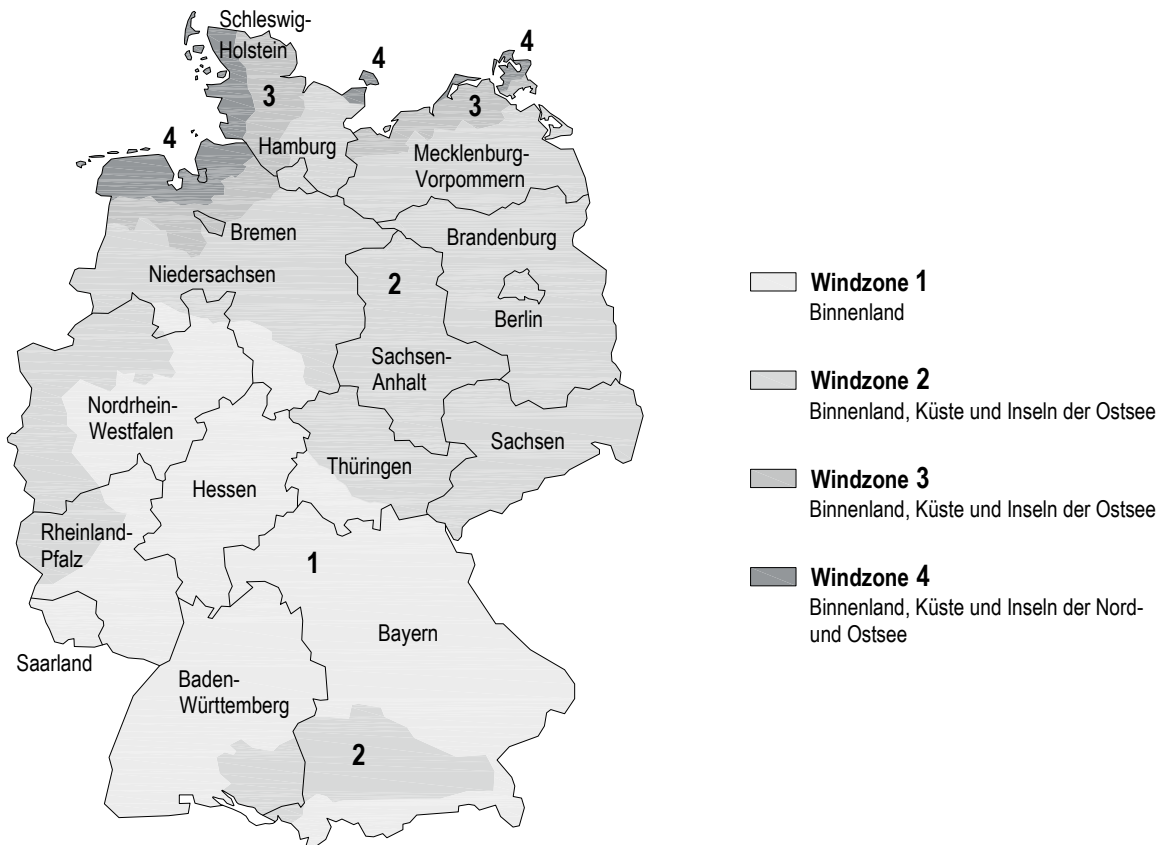 Schleswig-
Holstein
4
4
3
3
4
Hamburg
Mecklenburg-
Vorpommern
Bremen
Brandenburg
Niedersachsen
2
Berlin
Sachsen-
Anhalt
Nordrhein-
Westfalen
Sachsen
Thüringen
Hessen
Rheinland-
Pfalz
1
Bayern
Saarland
Baden-
Württemberg
2
Windzone 1
Binnenland
Windzone 2
Binnenland, Küste und Inseln der Ostsee
Windzone 3
Binnenland, Küste und Inseln der Ostsee
Windzone 4
Binnenland, Küste und Inseln der Nord-
und Ostsee